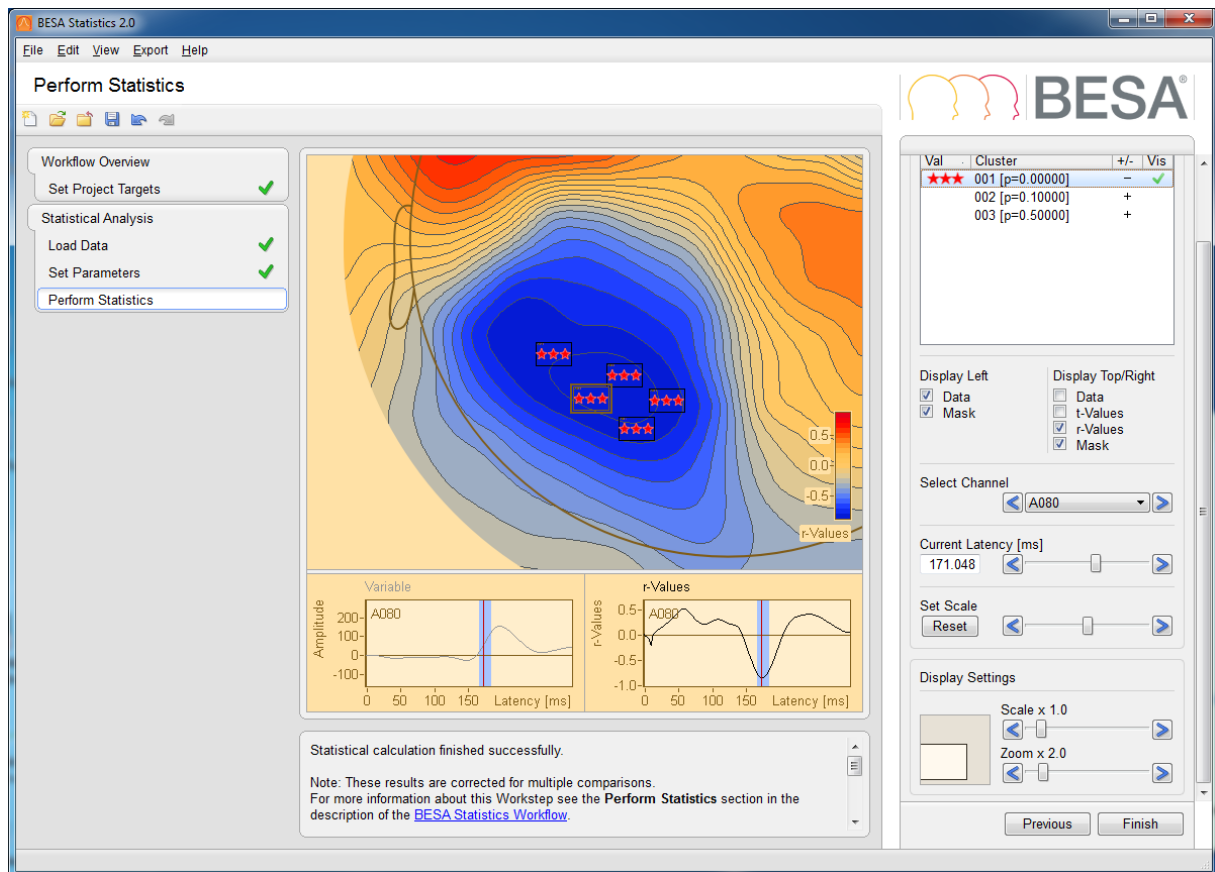 BESA Statistics 2.0
File Edit View Export Help
Perform Statistics
BESA®
Workflow Overview
Set Project Targets
Statistical Analysis
Load Data
Set Parameters
Perform Statistics
0.5
0.0
-0.5
r-Values
Variable
Amplitude
A080
200
100
0
-100
0 50 100 150 Latency [ms]
r-Values
r-Values
A080
0.5
0.0
-0.5
-1.0
0 50 100 150 Latency [ms]
Statistical calculation finished successfully.
Note: These results are corrected for multiple comparisons.
For more information about this Workstep see the Perform Statistics section in the
description of the BESA Statistics Workflow.
Val Cluster +/- Vis
001 [p=0.00000] −
002 [p=0.10000] +
003 [p=0.50000] +
Display Left
Data
Mask
Display Top/Right
Data
t-Values
r-Values
Mask
Select Channel
A080
Current Latency [ms]
171.048
Set Scale
Reset
Display Settings
Scale x 1.0
Zoom x 2.0
Previous Finish